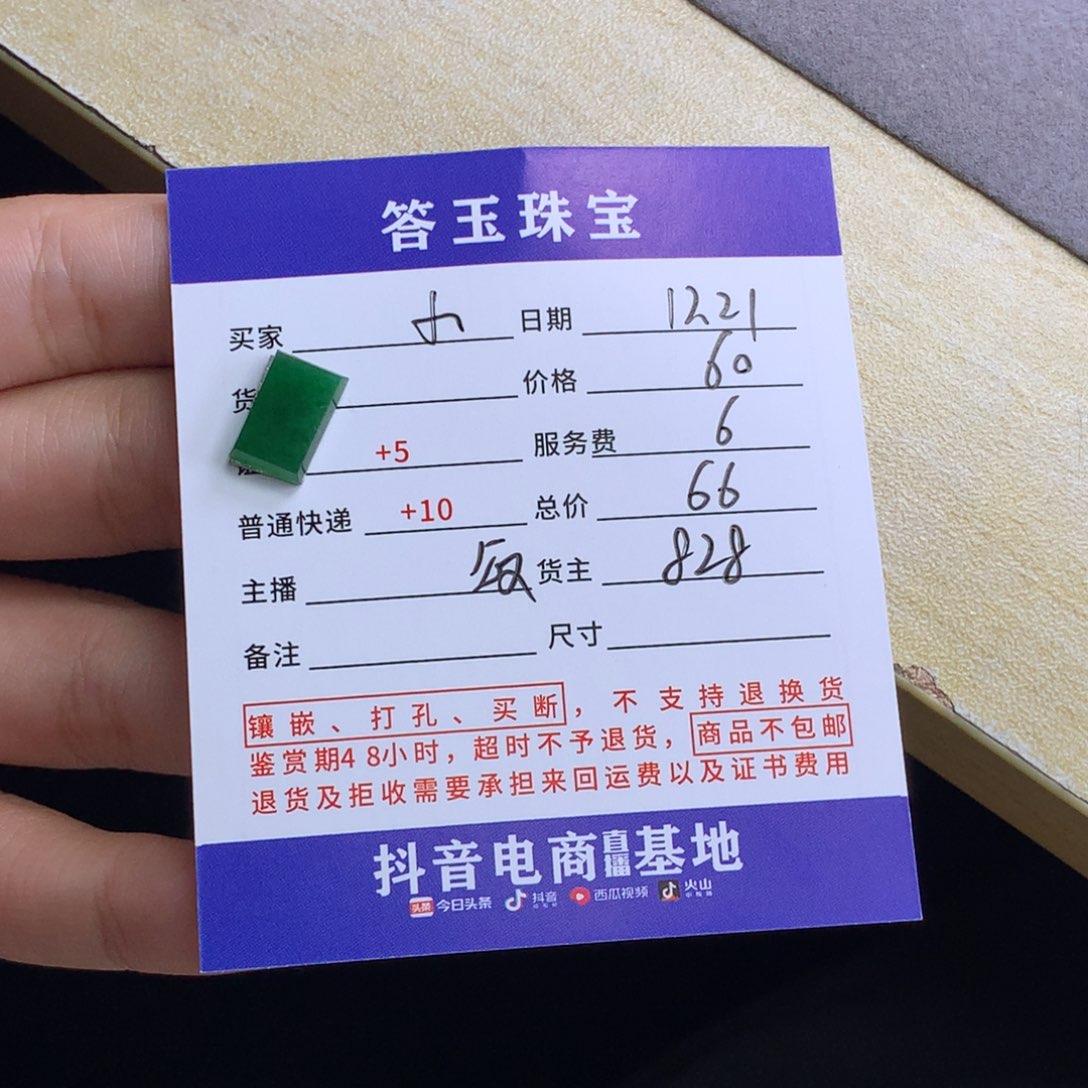 答玉珠宝
买家 日期 1221
货 价格 60
+5 服务费 6
普通快递 +10 总价 66
主播 货主 828
备注 尺寸
镶嵌、打孔、买断，不支持退换货
鉴赏期48小时，超时不予退货，商品不包邮
退货及拒收需要承担来回运费以及证书费用
抖音电商直播基地
头条 今日头条 抖音 西瓜视频 火山